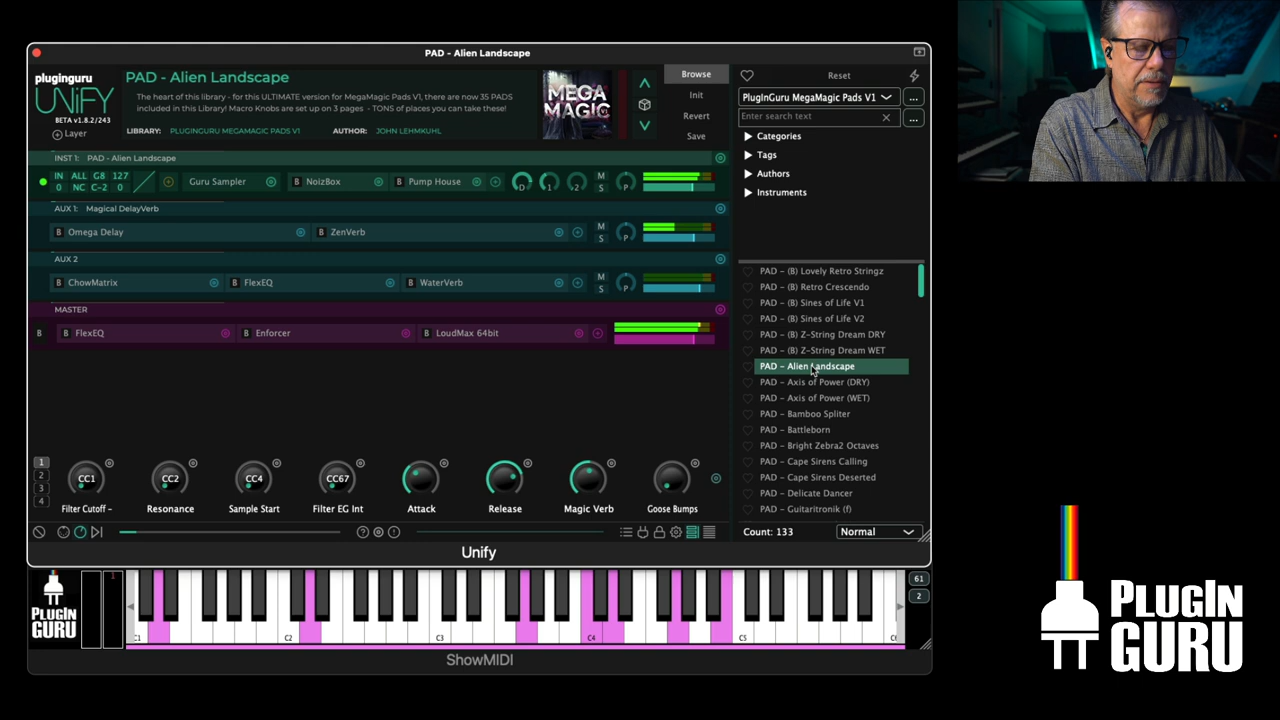 PAD - Alien Landscape
pluginguru
UNIFY
BETA v1.8.2/243
Layer
PAD - Alien Landscape
The heart of this library - for this ULTIMATE version for MegaMagic Pads V1, there are now 35 PADS
included in this Library! Macro Knobs are set up on 3 pages - TONS of places you can take these!
LIBRARY: PLUGINGURU MEGAMAGIC PADS V1 AUTHOR: JOHN LEHMKUHL
MEGA
MAGIC
Browse
Init
Revert
Save
Reset
PlugInGuru MegaMagic Pads V1 ...
Enter search text ...
Categories
Tags
Authors
Instruments
INST 1: PAD - Alien Landscape
IN ALL G8 127
0 NC C-2 0
Guru Sampler B NoizBox B Pump House D 1 2 M S P
AUX 1: Magical DelayVerb
B Omega Delay B ZenVerb M S P
AUX 2
B ChowMatrix B FlexEQ B WaterVerb M S P
MASTER
B B FlexEQ B Enforcer B LoudMax 64bit
PAD - (B) Lovely Retro Stringz
PAD - (B) Retro Crescendo
PAD - (B) Sines of Life V1
PAD - (B) Sines of Life V2
PAD - (B) Z-String Dream DRY
PAD - (B) Z-String Dream WET
PAD - Alien Landscape
PAD - Axis of Power (DRY)
PAD - Axis of Power (WET)
PAD - Bamboo Spliter
PAD - Battleborn
PAD - Bright Zebra2 Octaves
PAD - Cape Sirens Calling
PAD - Cape Sirens Deserted
PAD - Delicate Dancer
PAD - Guitaritronik (f)
Count: 133 Normal
1
2
3
4
CC1 CC2 CC4 CC67
Filter Cutoff - Resonance Sample Start Filter EG Int Attack Release Magic Verb Goose Bumps
Unify
PLUGIN
GURU
1
C1 C2 C3 C4 C5
61
2
ShowMIDI
PLUGIN
GURU